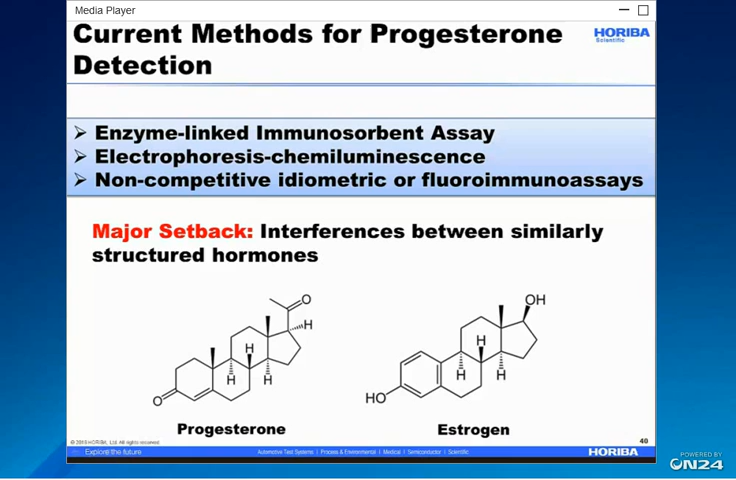 Media Player
Current Methods for Progesterone
Detection
HORIBA
Scientific
➢ Enzyme-linked Immunosorbent Assay
➢ Electrophoresis-chemiluminescence
➢ Non-competitive idiometric or fluoroimmunoassays
Major Setback: Interferences between similarly
structured hormones
O
H
H
H
H
O
Progesterone
OH
H
H
H
HO
Estrogen
40
HORIBA, Ltd. All rights reserved.
Explore the future
Automotive Test Systems | Process & Environmental | Medical | Semiconductor | Scientific
HORIBA
POWERED BY
ON24